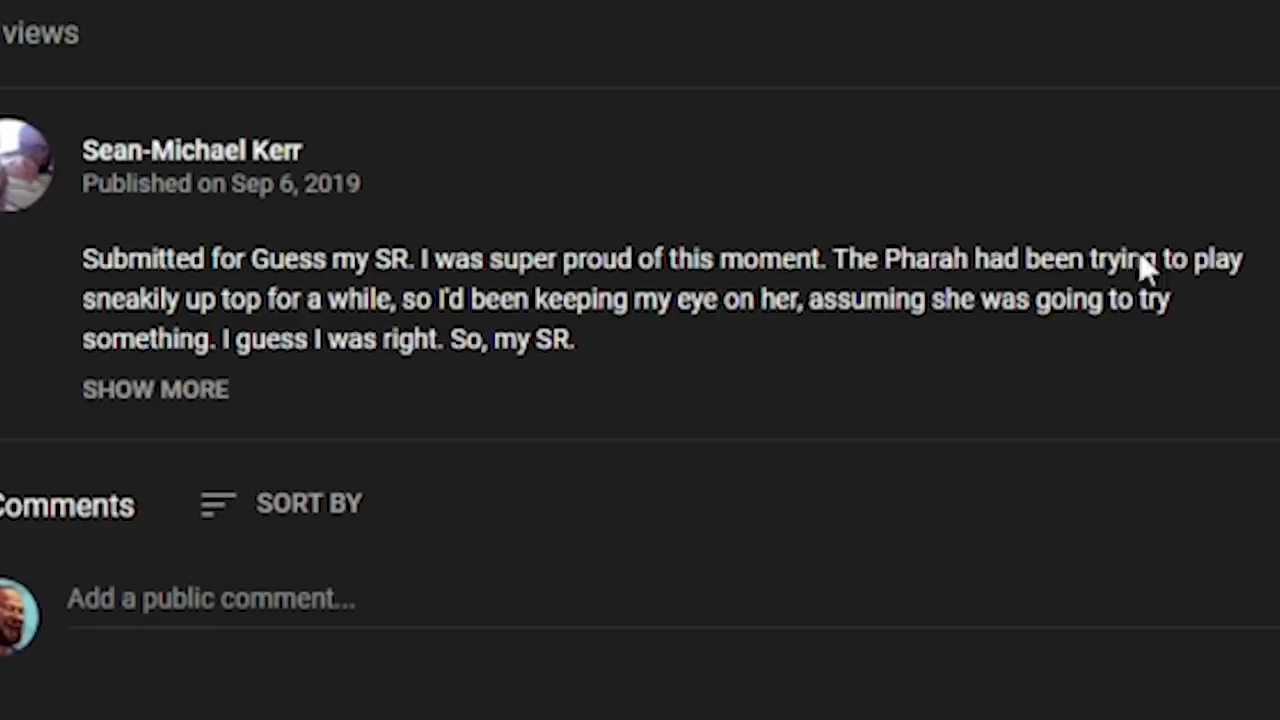 views
Sean-Michael Kerr
Published on Sep 6, 2019
Submitted for Guess my SR. I was super proud of this moment. The Pharah had been trying to play
sneakily up top for a while, so I'd been keeping my eye on her, assuming she was going to try
something. I guess I was right. So, my SR.
SHOW MORE
Comments
SORT BY
Add a public comment...